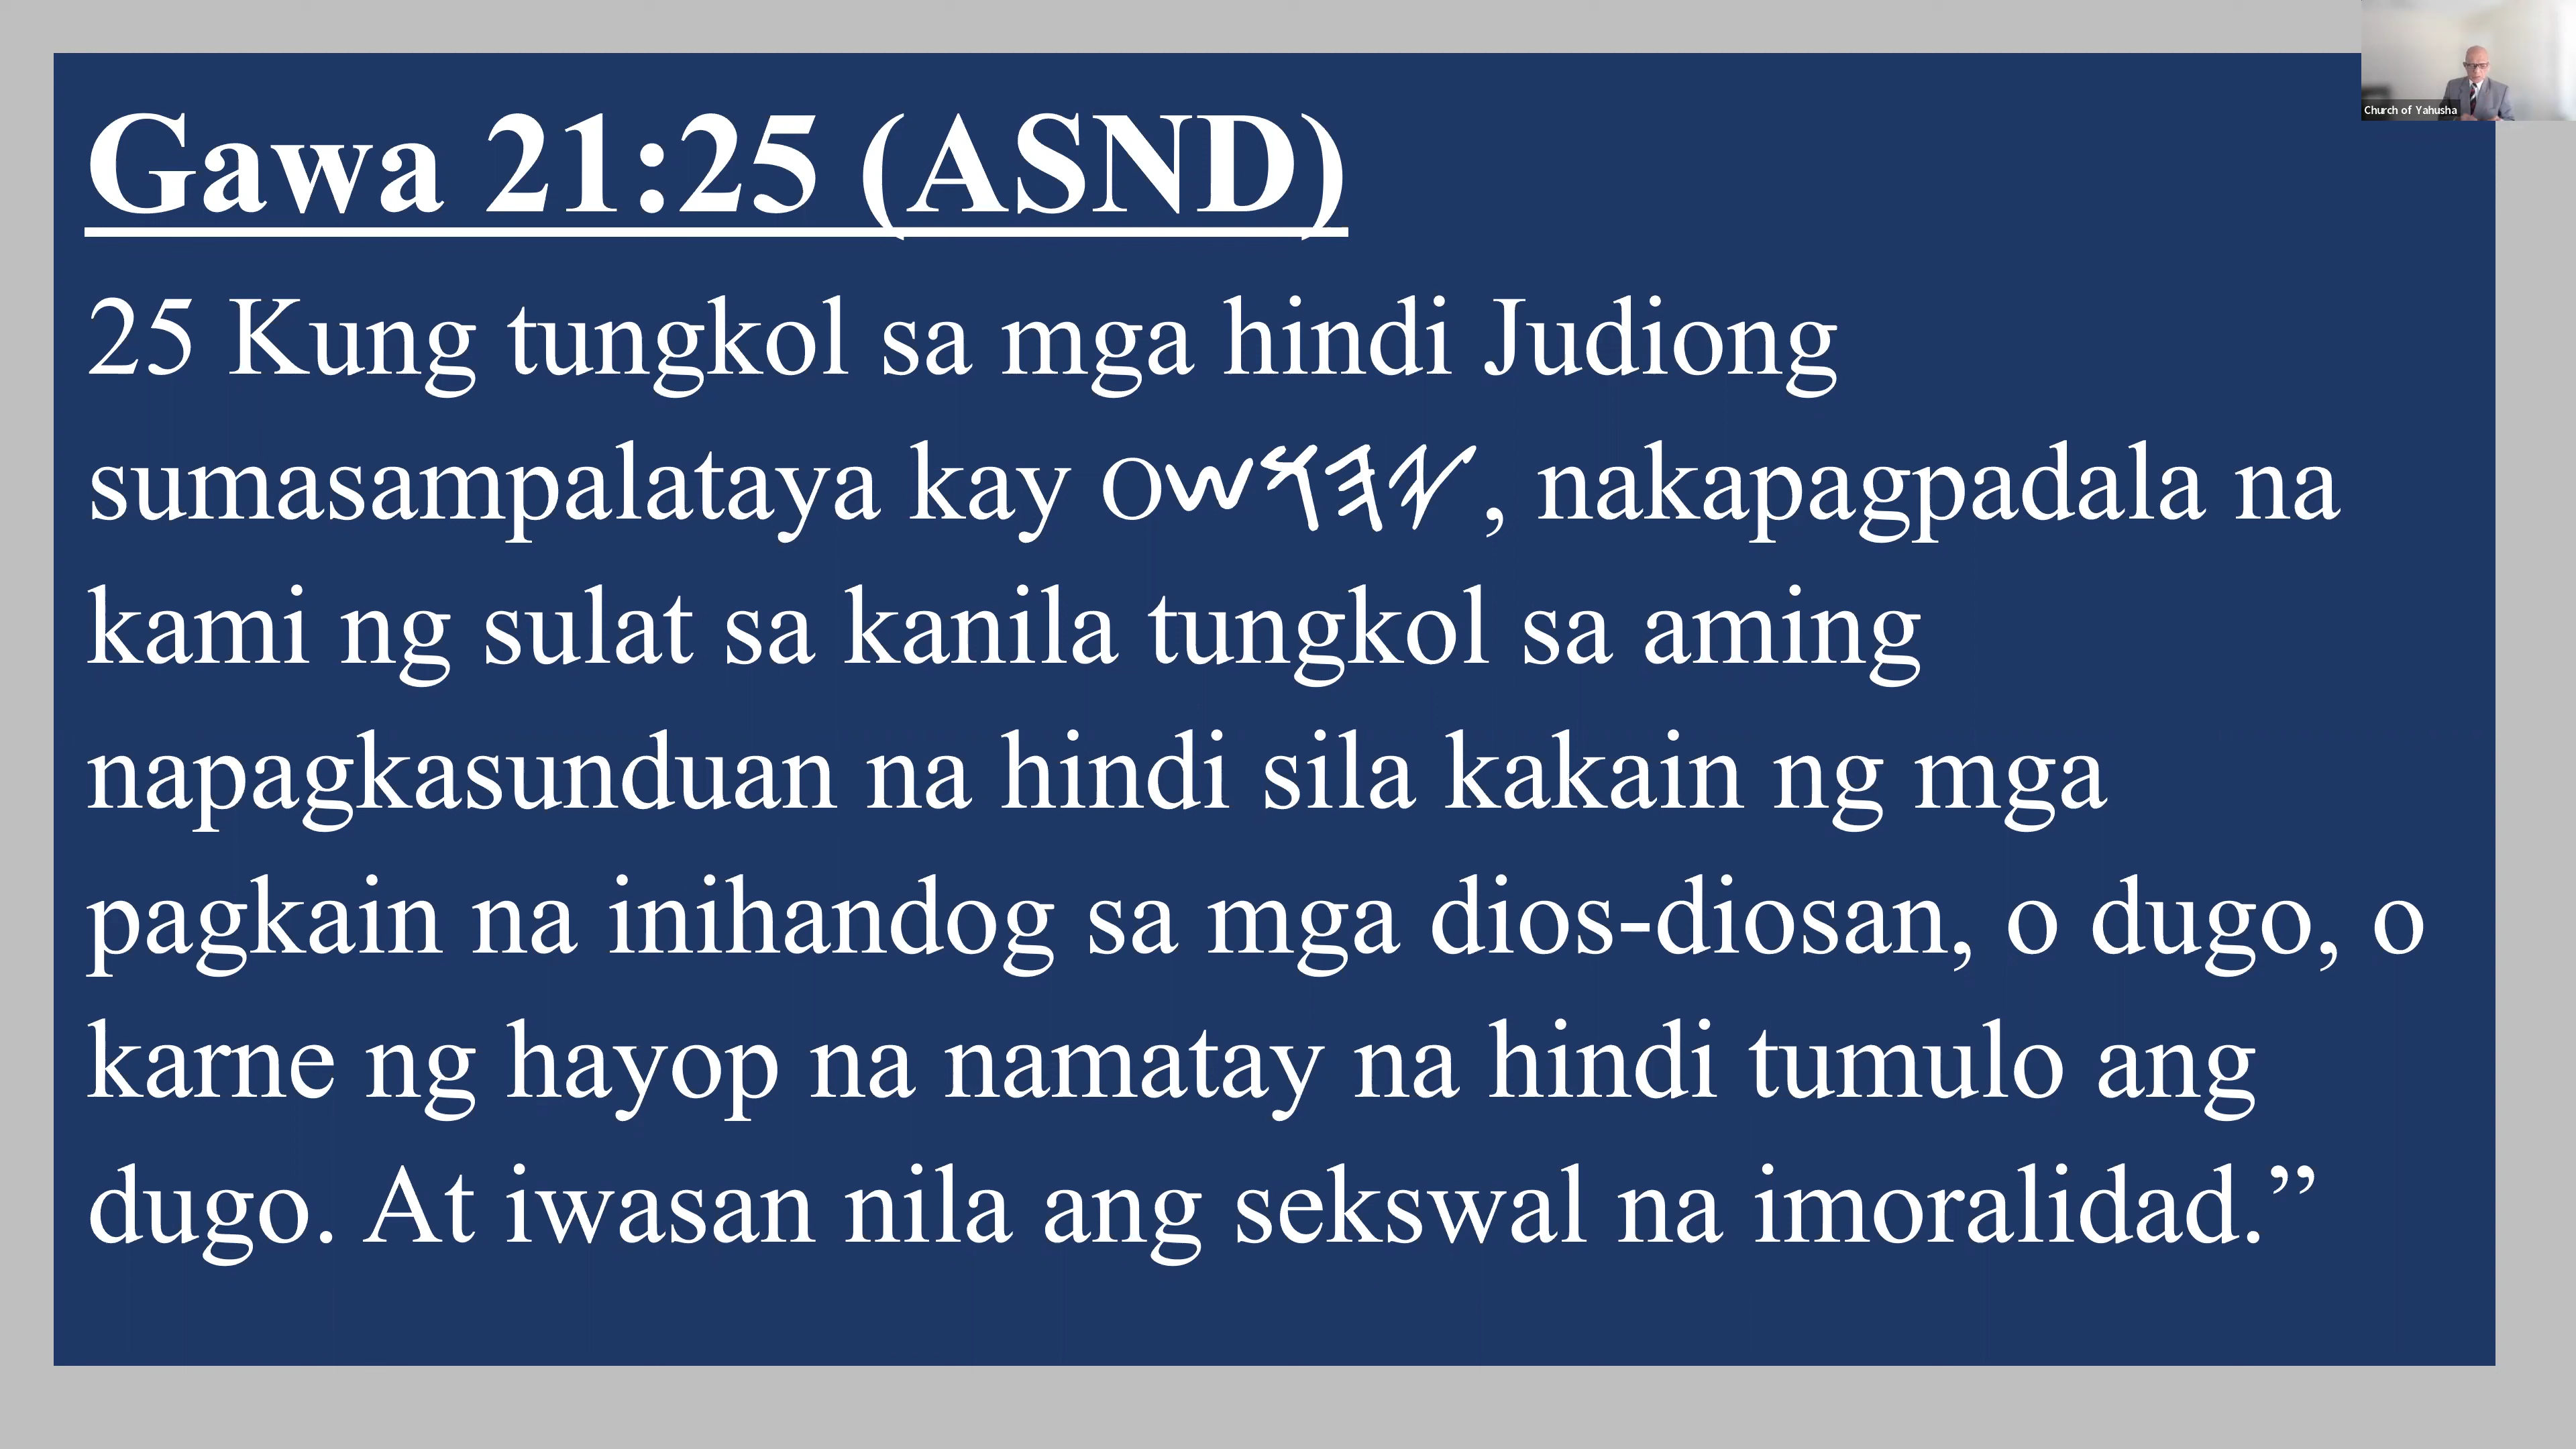 Gawa 21:25 (ASND)
25 Kung tungkol sa mga hindi Judiong
sumasampalataya kay 𐤏𐤔𐤅𐤄𐤉, nakapagpadala na
kami ng sulat sa kanila tungkol sa aming
napagkasunduan na hindi sila kakain ng mga
pagkain na inihandog sa mga dios-diosan, o dugo, o
karne ng hayop na namatay na hindi tumulo ang
dugo. At iwasan nila ang sekswal na imoralidad.”
Church of Yahusha